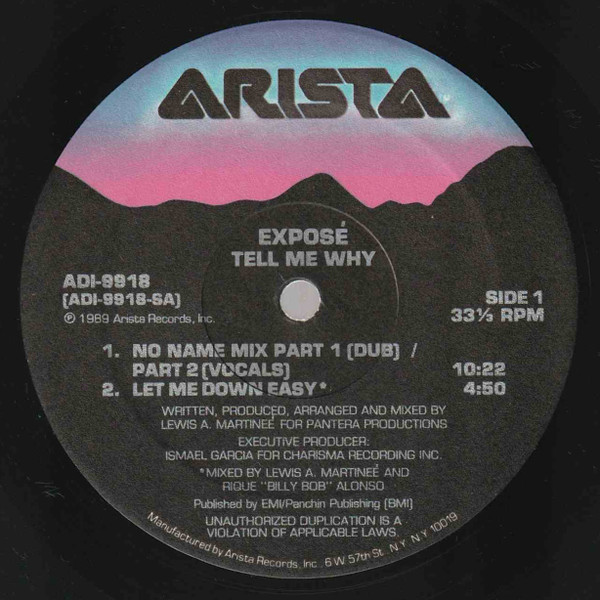 ARISTA
EXPOSÉ
TELL ME WHY
ADI-9918
(ADI-9918-SA)
℗ 1989 Arista Records, Inc.
SIDE 1
33⅓ RPM
1. NO NAME MIX PART 1 (DUB) /
PART 2 (VOCALS) 10:22
2. LET ME DOWN EASY* 4:50
WRITTEN, PRODUCED, ARRANGED AND MIXED BY
LEWIS A. MARTINEÉ FOR PANTERA PRODUCTIONS
EXECUTIVE PRODUCER:
ISMAEL GARCIA FOR CHARISMA RECORDING INC.
*MIXED BY LEWIS A. MARTINEÉ AND
RIQUE "BILLY BOB" ALONSO
Published by EMI/Panchin Publishing (BMI)
UNAUTHORIZED DUPLICATION IS A
VIOLATION OF APPLICABLE LAWS.
Manufactured by Arista Records, Inc. 6 W. 57th St. N.Y. N.Y. 10019